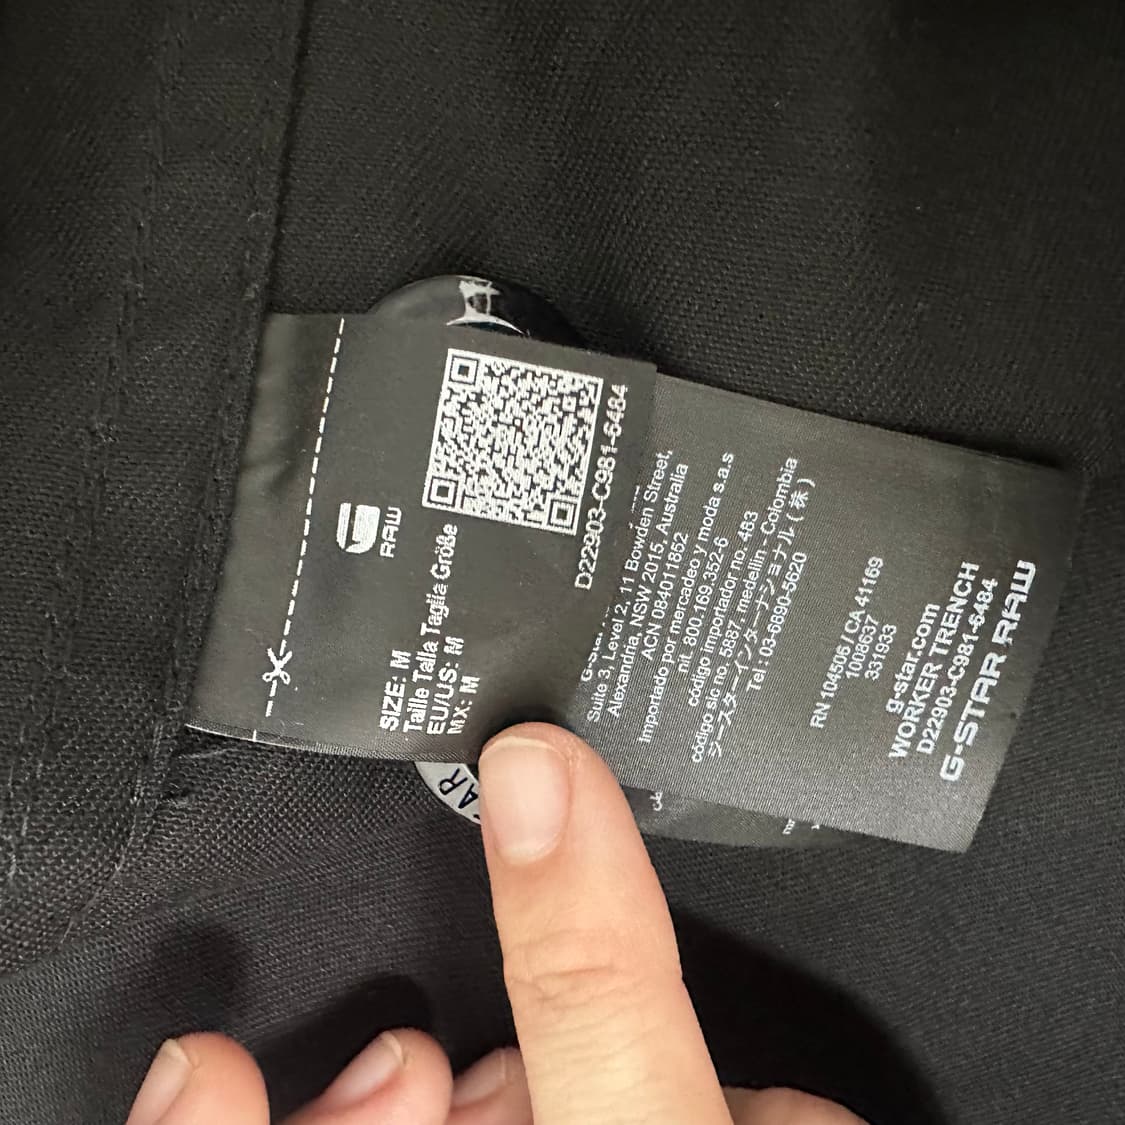 RAW
SIZE: M
Taille Talla Taglia Größe
EU/US: M
MX: M
D22903-C981-6484
Suite 3, Level 2, 11 Bowden Street,
Alexandria, NSW 2015, Australia
ACN 084011852
Importado por mercadeo y moda s.a.s
nit. 800.169.352-6
código importador no. 483
código sic no. 5887 - medellin - Colombia
ジースターインターナショナル(株)
Tel : 03-6890-5620
RN 104506 / CA 41169
1008637
331933
g-star.com
WORKER TRENCH
D22903-C981-6484
G-STAR RAW
AR